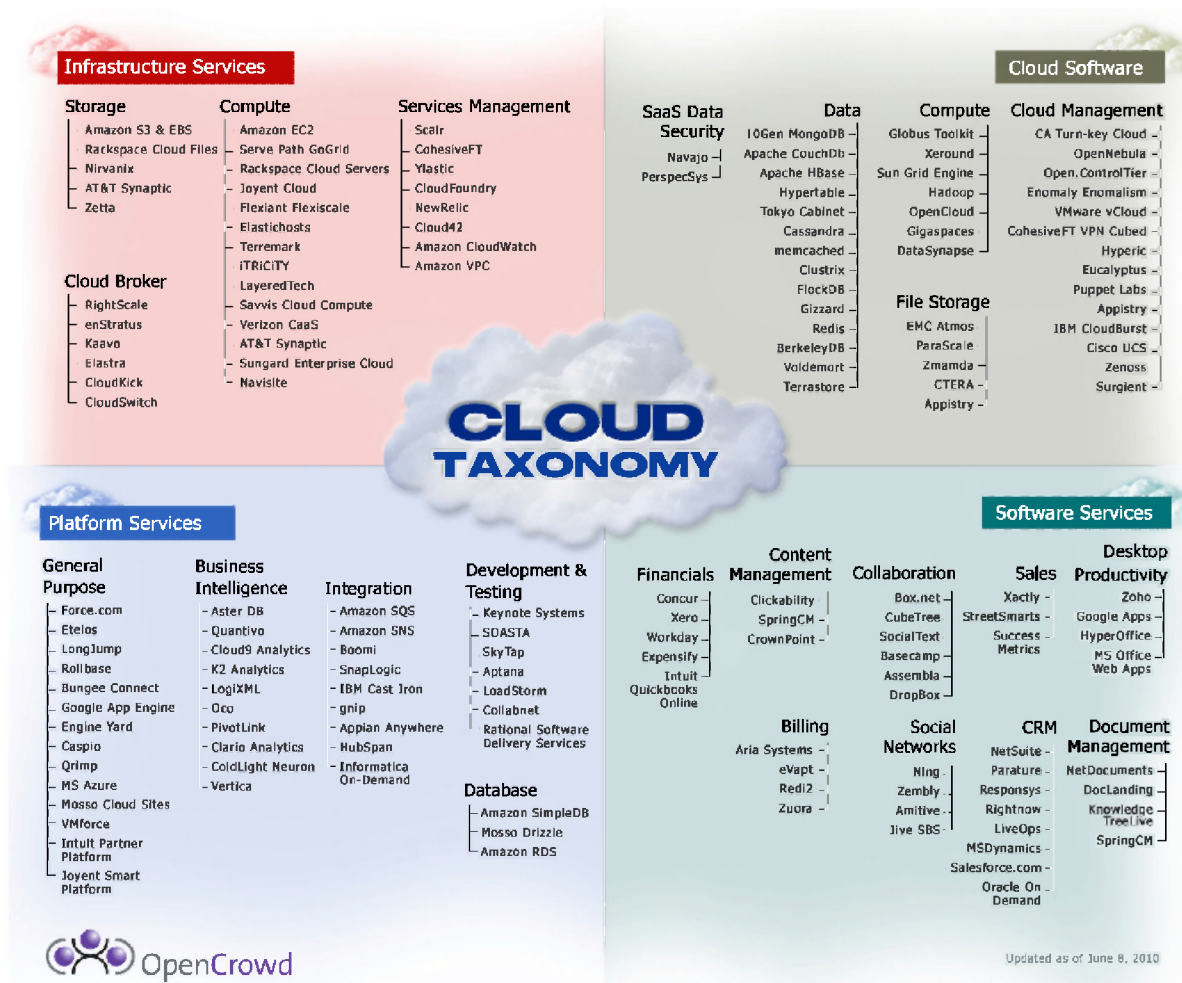 Infrastructure Services
Storage
Amazon S3 & EBS
Rackspace Cloud Files
Nirvanix
AT&T Synaptic
Zetta
Cloud Broker
RightScale
enStratus
Kaavo
Elastra
CloudKick
CloudSwitch
Compute
Amazon EC2
Serve Path GoGrid
Rackspace Cloud Servers
Joyent Cloud
Flexiant Flexiscale
Elastichosts
Terremark
iTRiCiTY
LayeredTech
Savvis Cloud Compute
Verizon CaaS
AT&T Synaptic
Sungard Enterprise Cloud
Navisite
Services Management
Scalr
CohesiveFT
Ylastic
CloudFoundry
NewRelic
Cloud42
Amazon CloudWatch
Amazon VPC
Cloud Software
SaaS Data
Security
Navajo
PerspecSys
Data
10Gen MongoDB
Apache CouchDb
Apache HBase
Hypertable
Tokyo Cabinet
Cassandra
memcached
Clustrix
FlockDB
Gizzard
Redis
BerkeleyDB
Voldemort
Terrastore
Compute
Globus Toolkit
Xeround
Sun Grid Engine
Hadoop
OpenCloud
Gigaspaces
DataSynapse
File Storage
EMC Atmos
ParaScale
Zmanda
CTERA
Appistry
Cloud Management
CA Turn-key Cloud
OpenNebula
Open.ControlTier
Enomaly Enomalism
VMware vCloud
CohesiveFT VPN Cubed
Hyperic
Eucalyptus
Puppet Labs
Appistry
IBM CloudBurst
Cisco UCS
Zenoss
Surgient
CLOUD
TAXONOMY
Platform Services
General
Purpose
Force.com
Etelos
LongJump
Rollbase
Bungee Connect
Google App Engine
Engine Yard
Caspio
Qrimp
MS Azure
Mosso Cloud Sites
VMforce
Intuit Partner
Platform
Joyent Smart
Platform
Business
Intelligence
Aster DB
Quantivo
Cloud9 Analytics
K2 Analytics
LogiXML
Oco
PivotLink
Clario Analytics
ColdLight Neuron
Vertica
Integration
Amazon SQS
Amazon SNS
Boomi
SnapLogic
IBM Cast Iron
gnip
Appian Anywhere
HubSpan
Informatica
On-Demand
Development &
Testing
Keynote Systems
SOASTA
SkyTap
Aptana
LoadStorm
Collabnet
Rational Software
Delivery Services
Database
Amazon SimpleDB
Mosso Drizzle
Amazon RDS
Software Services
Financials
Concur
Xero
Workday
Expensify
Intuit
Quickbooks
Online
Content
Management
Clickability
SpringCM
CrownPoint
Billing
Aria Systems
eVapt
Redi2
Zuora
Collaboration
Box.net
CubeTree
SocialText
Basecamp
Assembla
DropBox
Social
Networks
Ning
Zembly
Amitive
Jive SBS
Sales
Xactly
StreetSmarts
Success
Metrics
CRM
NetSuite
Parature
Responsys
Rightnow
LiveOps
MSDynamics
Salesforce.com
Oracle On
Demand
Desktop
Productivity
Zoho
Google Apps
HyperOffice
MS Office
Web Apps
Document
Management
NetDocuments
DocLanding
Knowledge
TreeLive
SpringCM
OpenCrowd
Updated as of June 8, 2010